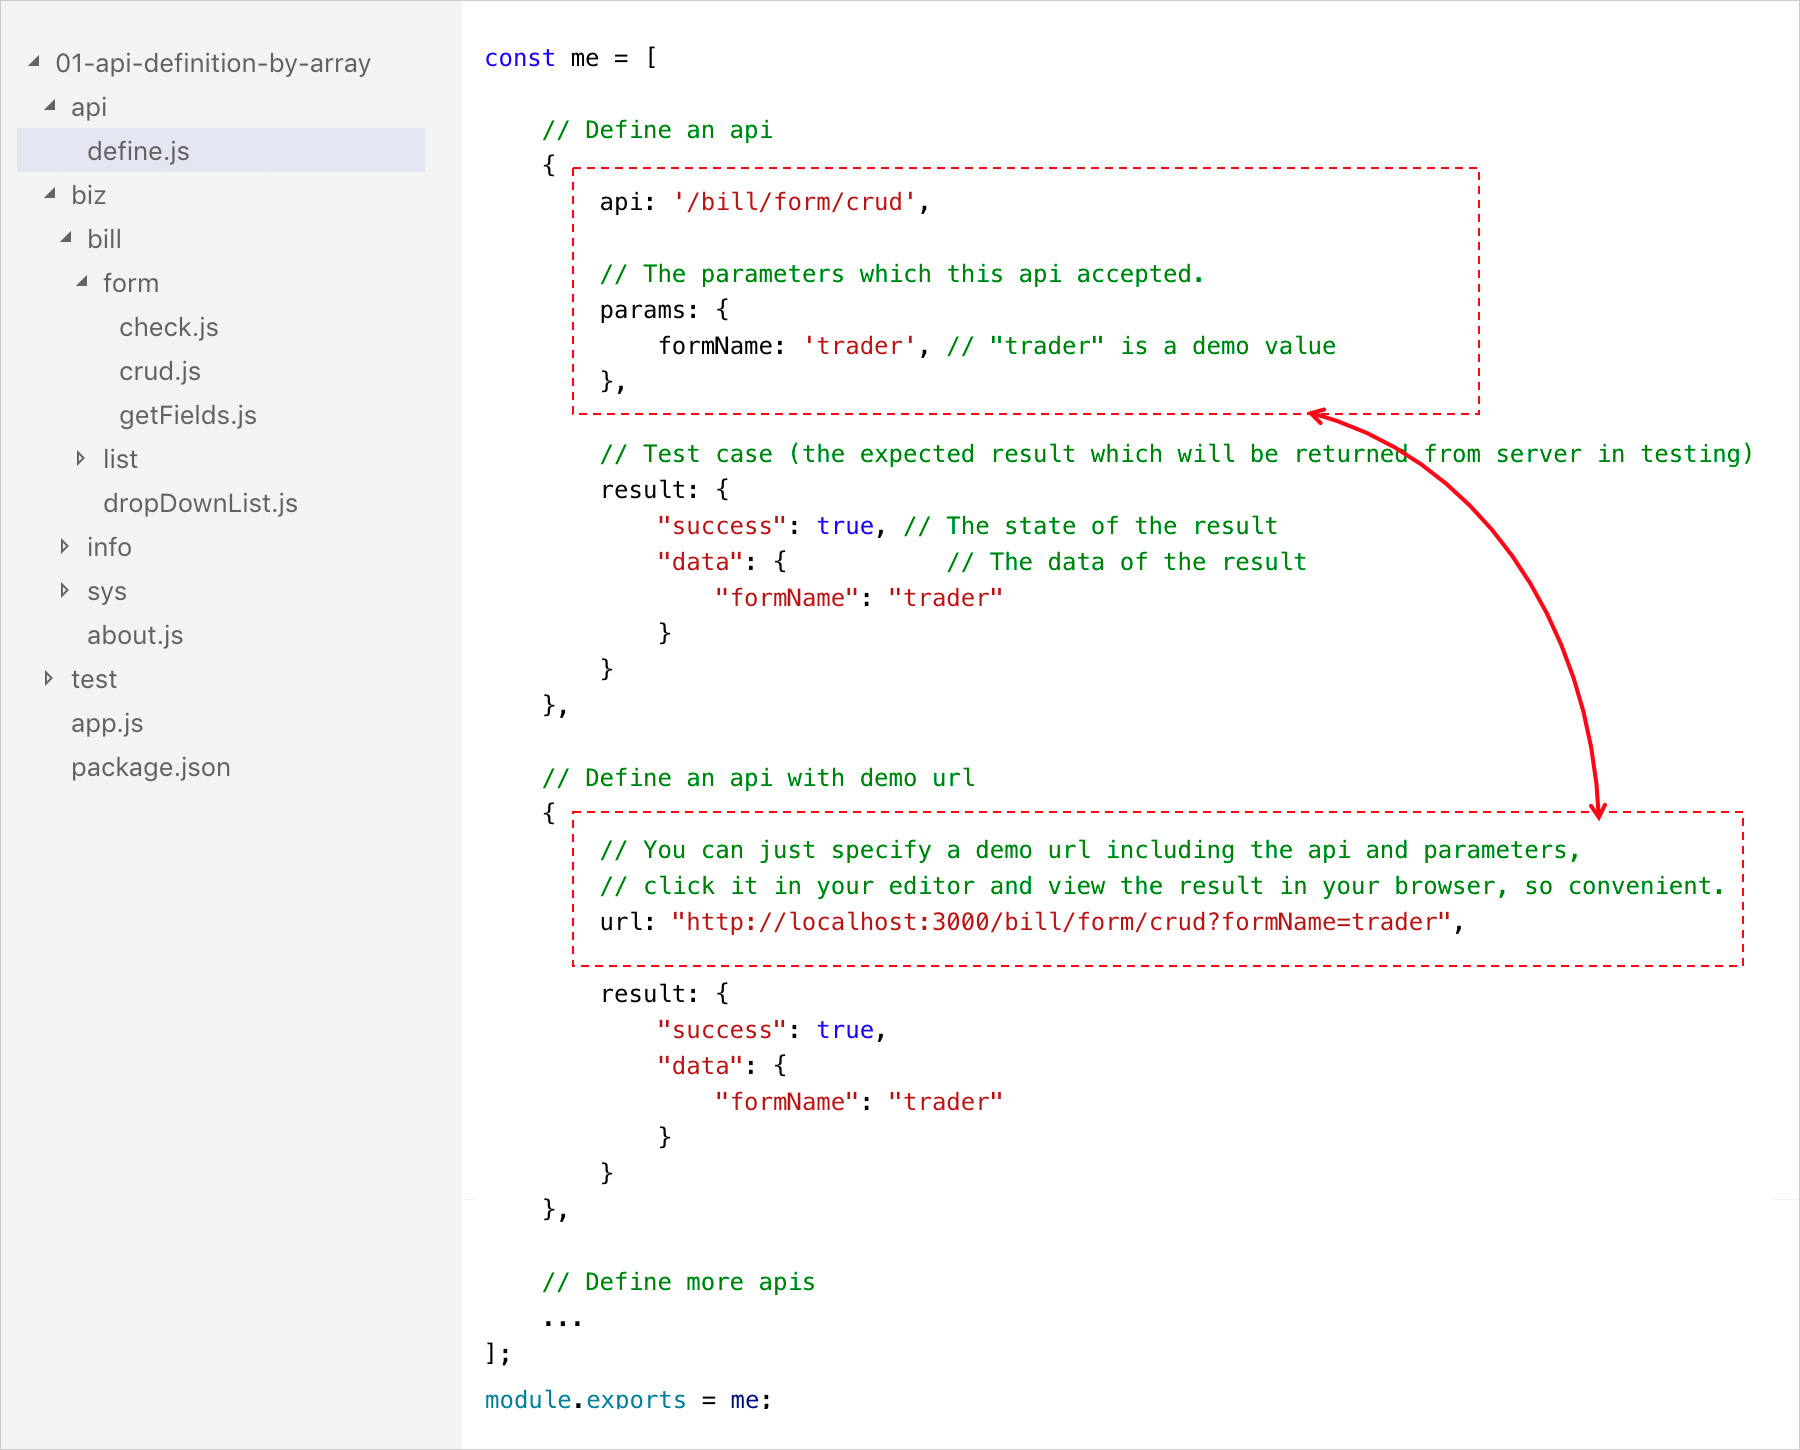 01-api-definition-by-array
api
define.js
biz
bill
form
check.js
crud.js
getFields.js
list
dropDownList.js
info
sys
about.js
test
app.js
package.json
const me = [
// Define an api
{
api: '/bill/form/crud',
// The parameters which this api accepted.
params: {
formName: 'trader', // "trader" is a demo value
},
// Test case (the expected result which will be returned from server in testing)
result: {
"success": true, // The state of the result
"data": { // The data of the result
"formName": "trader"
}
}
},
// Define an api with demo url
{
// You can just specify a demo url including the api and parameters,
// click it in your editor and view the result in your browser, so convenient.
url: "http://localhost:3000/bill/form/crud?formName=trader",
result: {
"success": true,
"data": {
"formName": "trader"
}
}
},
// Define more apis
...
];
module.exports = me;